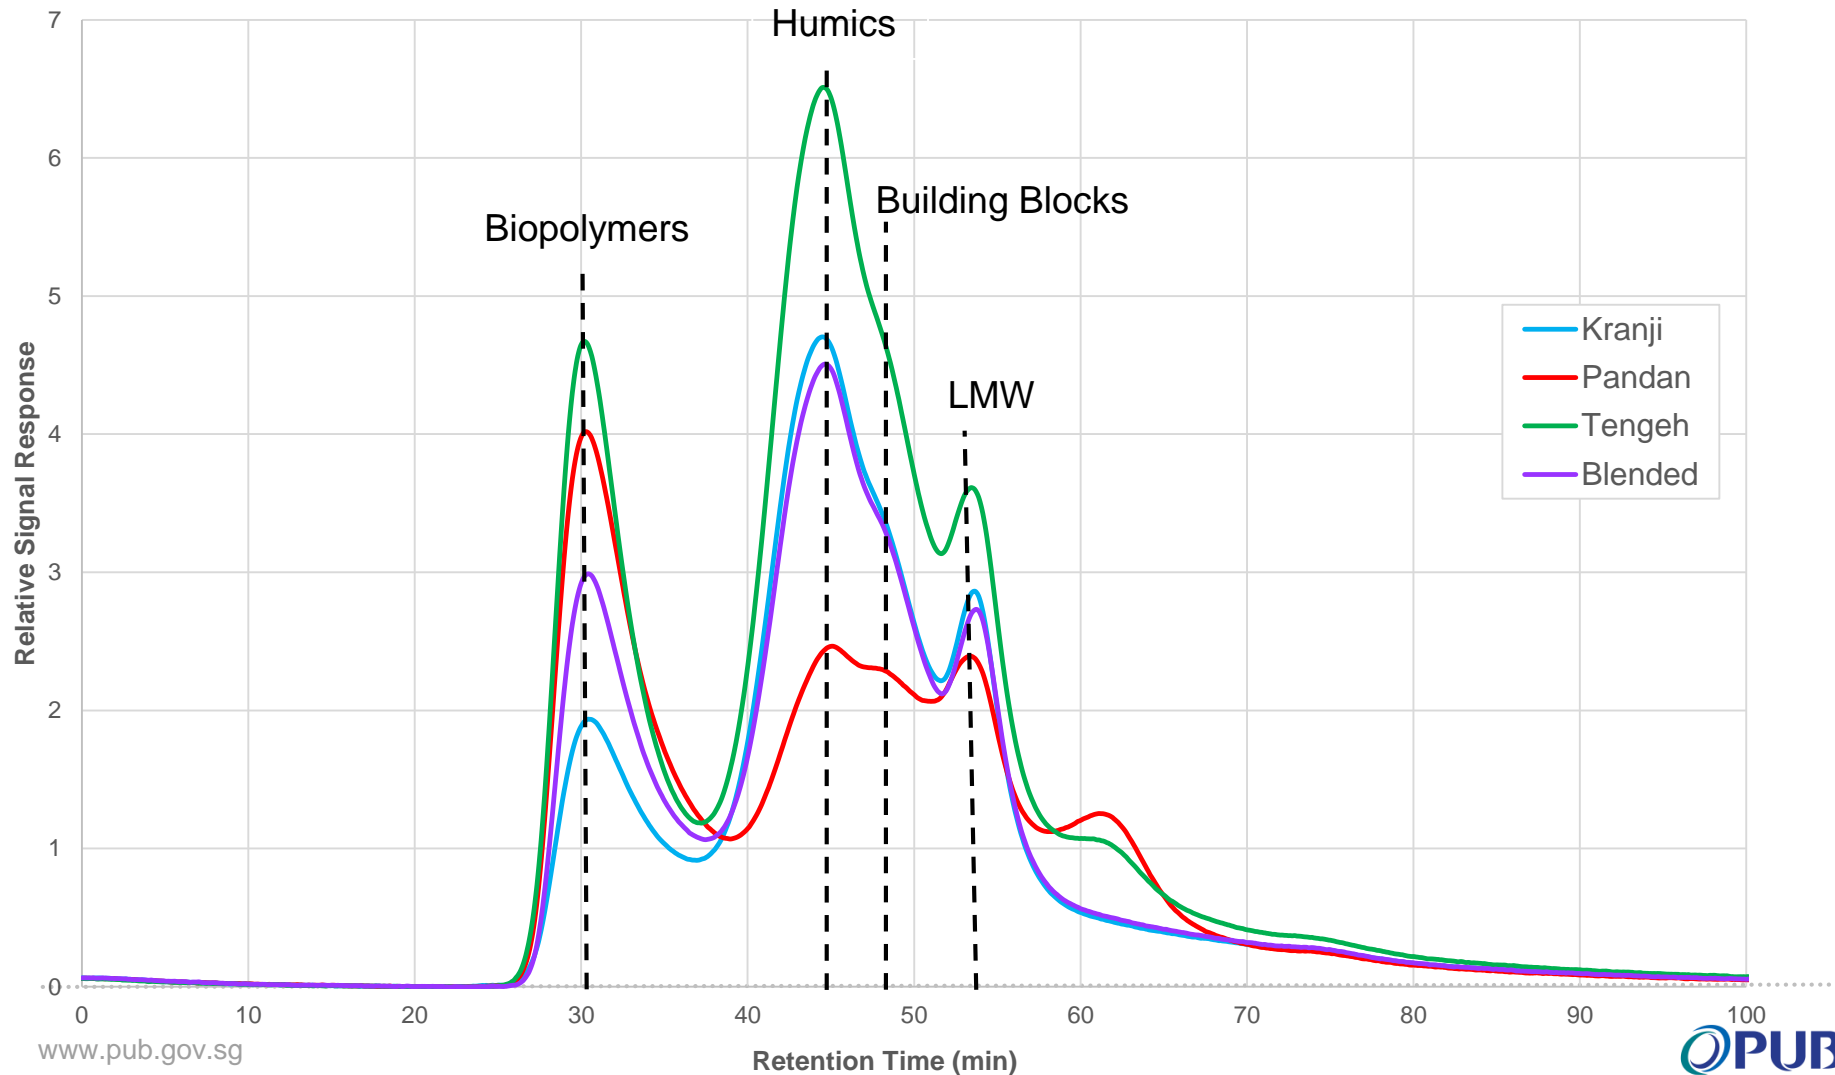 Humics
Building Blocks
Biopolymers
LMW
Relative Signal Response
7
6
5
4
3
2
1
0
Kranji
Pandan
Tengeh
Blended
0 10 20 30 40 50 60 70 80 90 100
Retention Time (min)
www.pub.gov.sg
PUB